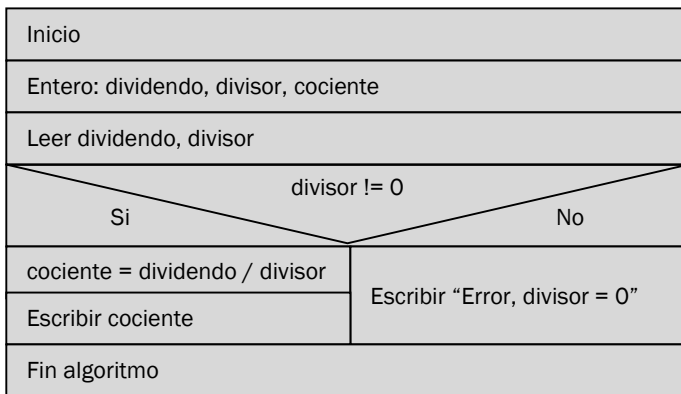 Inicio
Entero: dividendo, divisor, cociente
Leer dividendo, divisor
divisor != 0
Si
No
cociente = dividendo / divisor
Escribir cociente
Escribir “Error, divisor = 0”
Fin algoritmo